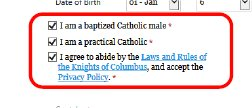 Date of Birth 01 - Jan 6
I am a baptized Catholic male *
I am a practical Catholic *
I agree to abide by the Laws and Rules of
the Knights of Columbus, and accept the
Privacy Policy. *